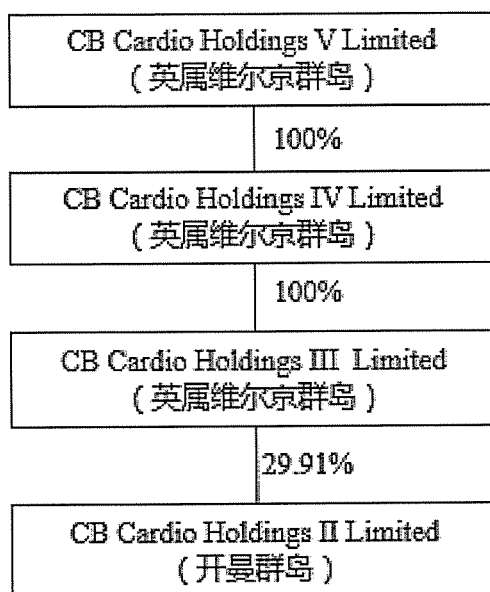 CB Cardio Holdings V Limited
（英属维尔京群岛）
100%
CB Cardio Holdings IV Limited
（英属维尔京群岛）
100%
CB Cardio Holdings III Limited
（英属维尔京群岛）
29.91%
CB Cardio Holdings II Limited
（开曼群岛）